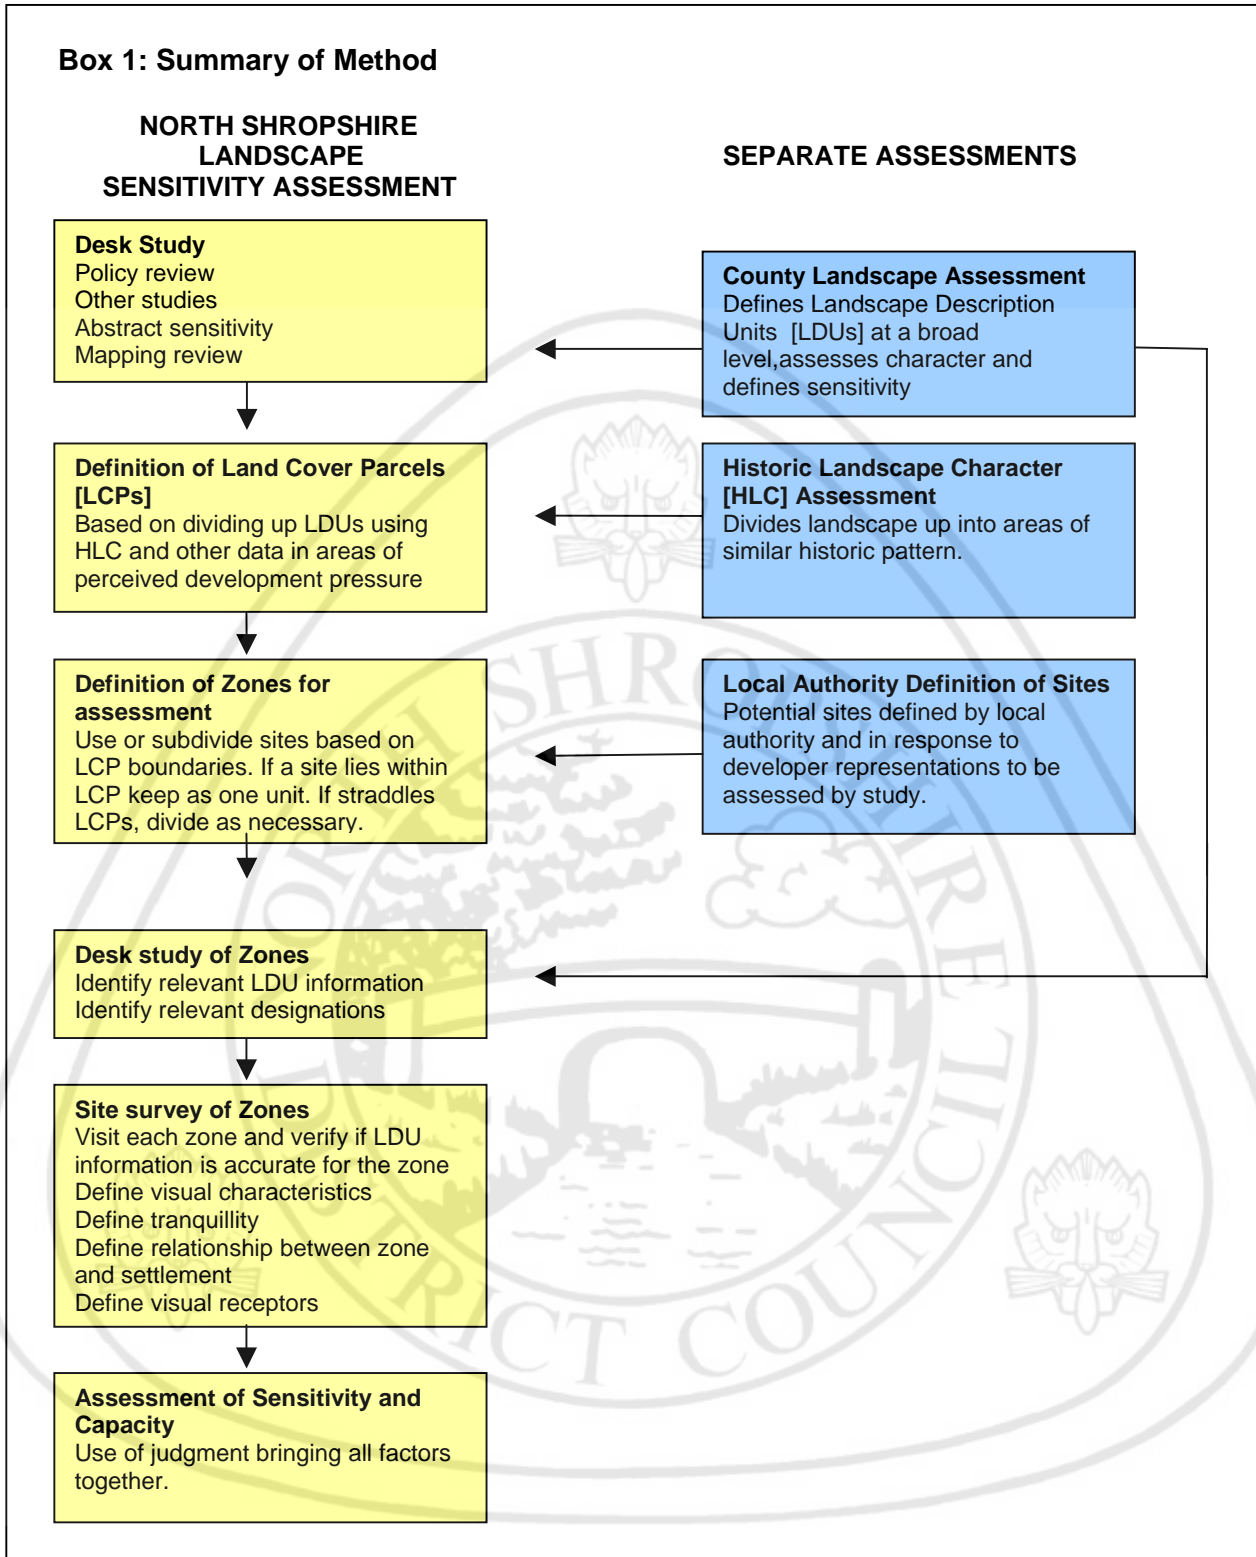 Box 1: Summary of Method
NORTH SHROPSHIRE
LANDSCAPE
SENSITIVITY ASSESSMENT
SEPARATE ASSESSMENTS
Desk Study
Policy review
Other studies
Abstract sensitivity
Mapping review
County Landscape Assessment
Defines Landscape Description
Units [LDUs] at a broad
level,assesses character and
defines sensitivity
Definition of Land Cover Parcels
[LCPs]
Based on dividing up LDUs using
HLC and other data in areas of
perceived development pressure
Historic Landscape Character
[HLC] Assessment
Divides landscape up into areas of
similar historic pattern.
Definition of Zones for
assessment
Use or subdivide sites based on
LCP boundaries. If a site lies within
LCP keep as one unit. If straddles
LCPs, divide as necessary.
Local Authority Definition of Sites
Potential sites defined by local
authority and in response to
developer representations to be
assessed by study.
Desk study of Zones
Identify relevant LDU information
Identify relevant designations
Site survey of Zones
Visit each zone and verify if LDU
information is accurate for the zone
Define visual characteristics
Define tranquillity
Define relationship between zone
and settlement
Define visual receptors
Assessment of Sensitivity and
Capacity
Use of judgment bringing all factors
together.
NORTH SHROPSHIRE
DISTRICT COUNCIL